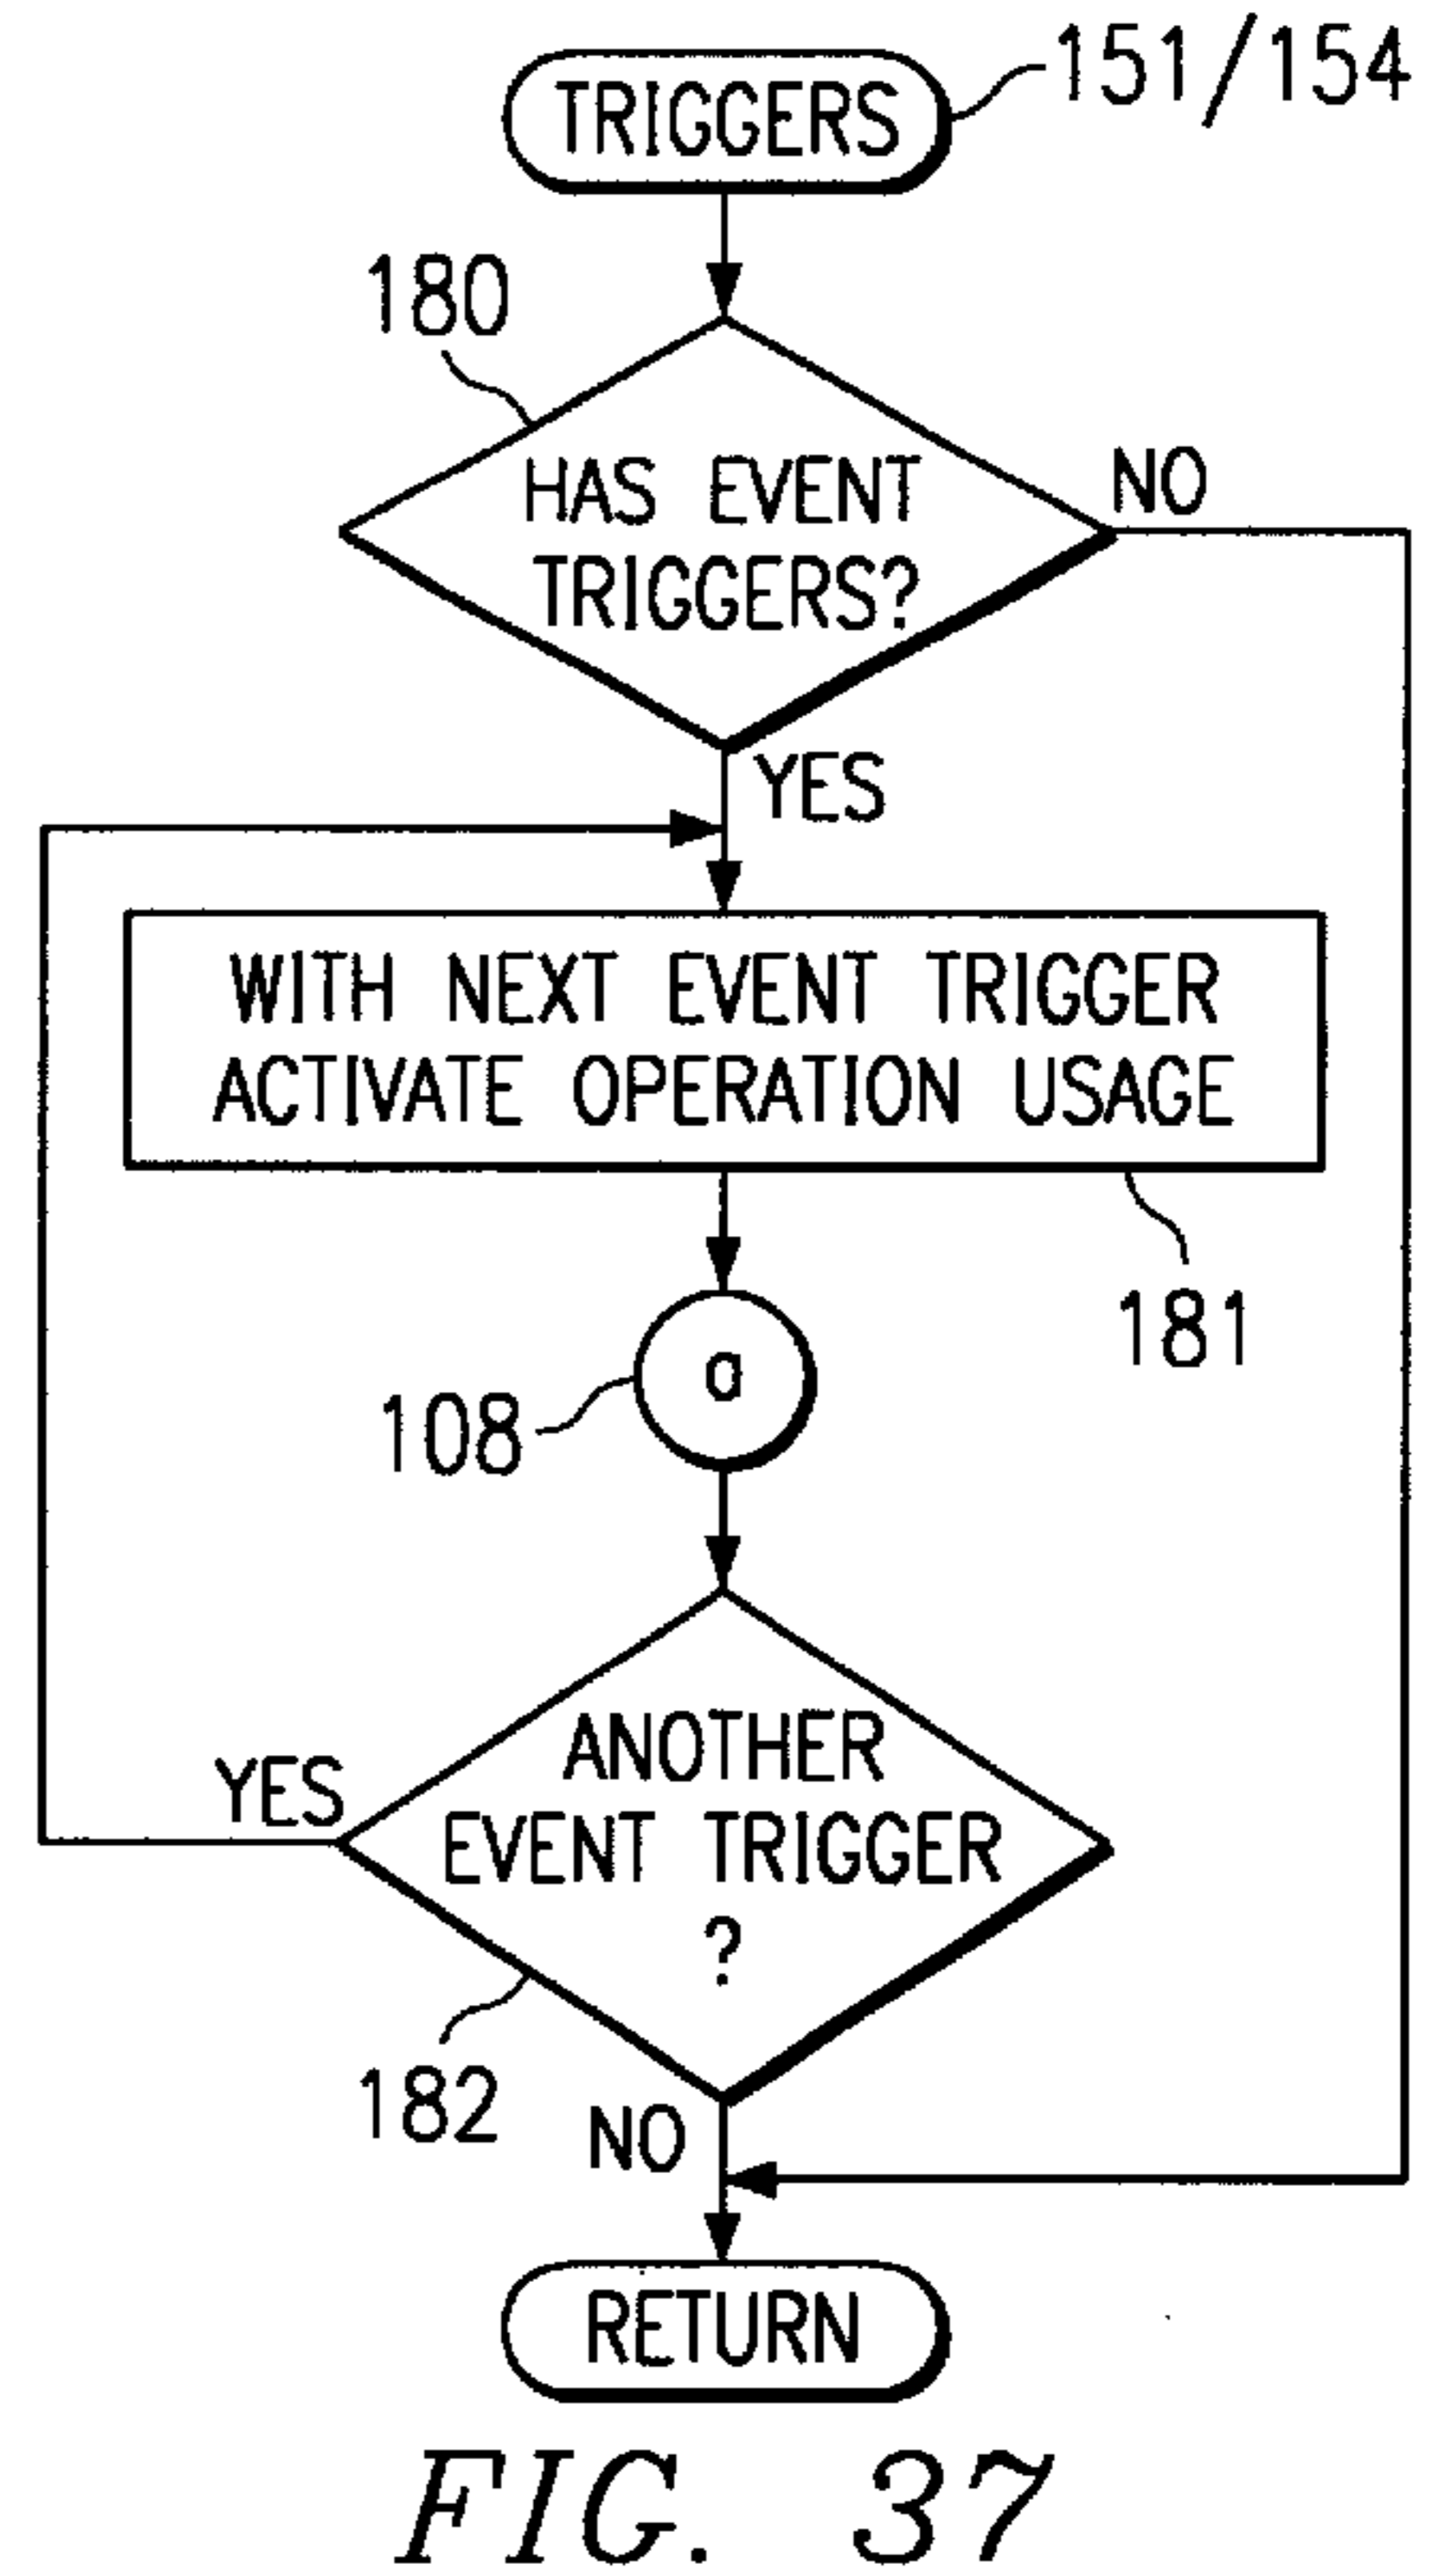 151/154
TRIGGERS
180
HAS EVENT
TRIGGERS?
NO
YES
WITH NEXT EVENT TRIGGER
ACTIVATE OPERATION USAGE
181
a
108
ANOTHER
EVENT TRIGGER
?
YES
182
NO
RETURN
FIG. 37